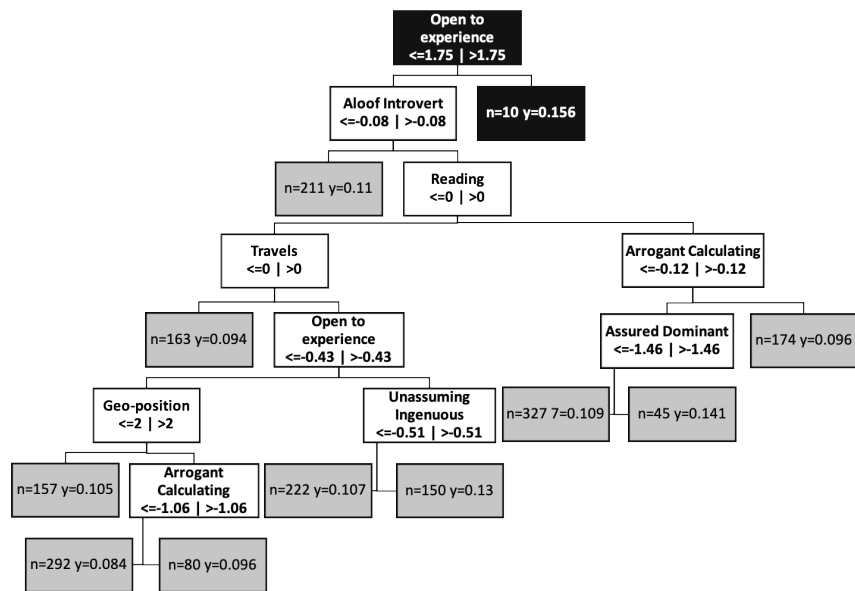 Open to
experience
<=1.75 | >1.75
Aloof Introvert
<=-0.08 | >-0.08
n=10 y=0.156
n=211 y=0.11
Reading
<=0 | >0
Travels
<=0 | >0
Arrogant Calculating
<=-0.12 | >-0.12
n=163 y=0.094
Open to
experience
<=-0.43 | >-0.43
Assured Dominant
<=-1.46 | >-1.46
n=174 y=0.096
Geo-position
<=2 | >2
Unassuming
Ingenuous
<=-0.51 | >-0.51
n=327 7=0.109
n=45 y=0.141
n=157 y=0.105
Arrogant
Calculating
<=-1.06 | >-1.06
n=222 y=0.107
n=150 y=0.13
n=292 y=0.084
n=80 y=0.096